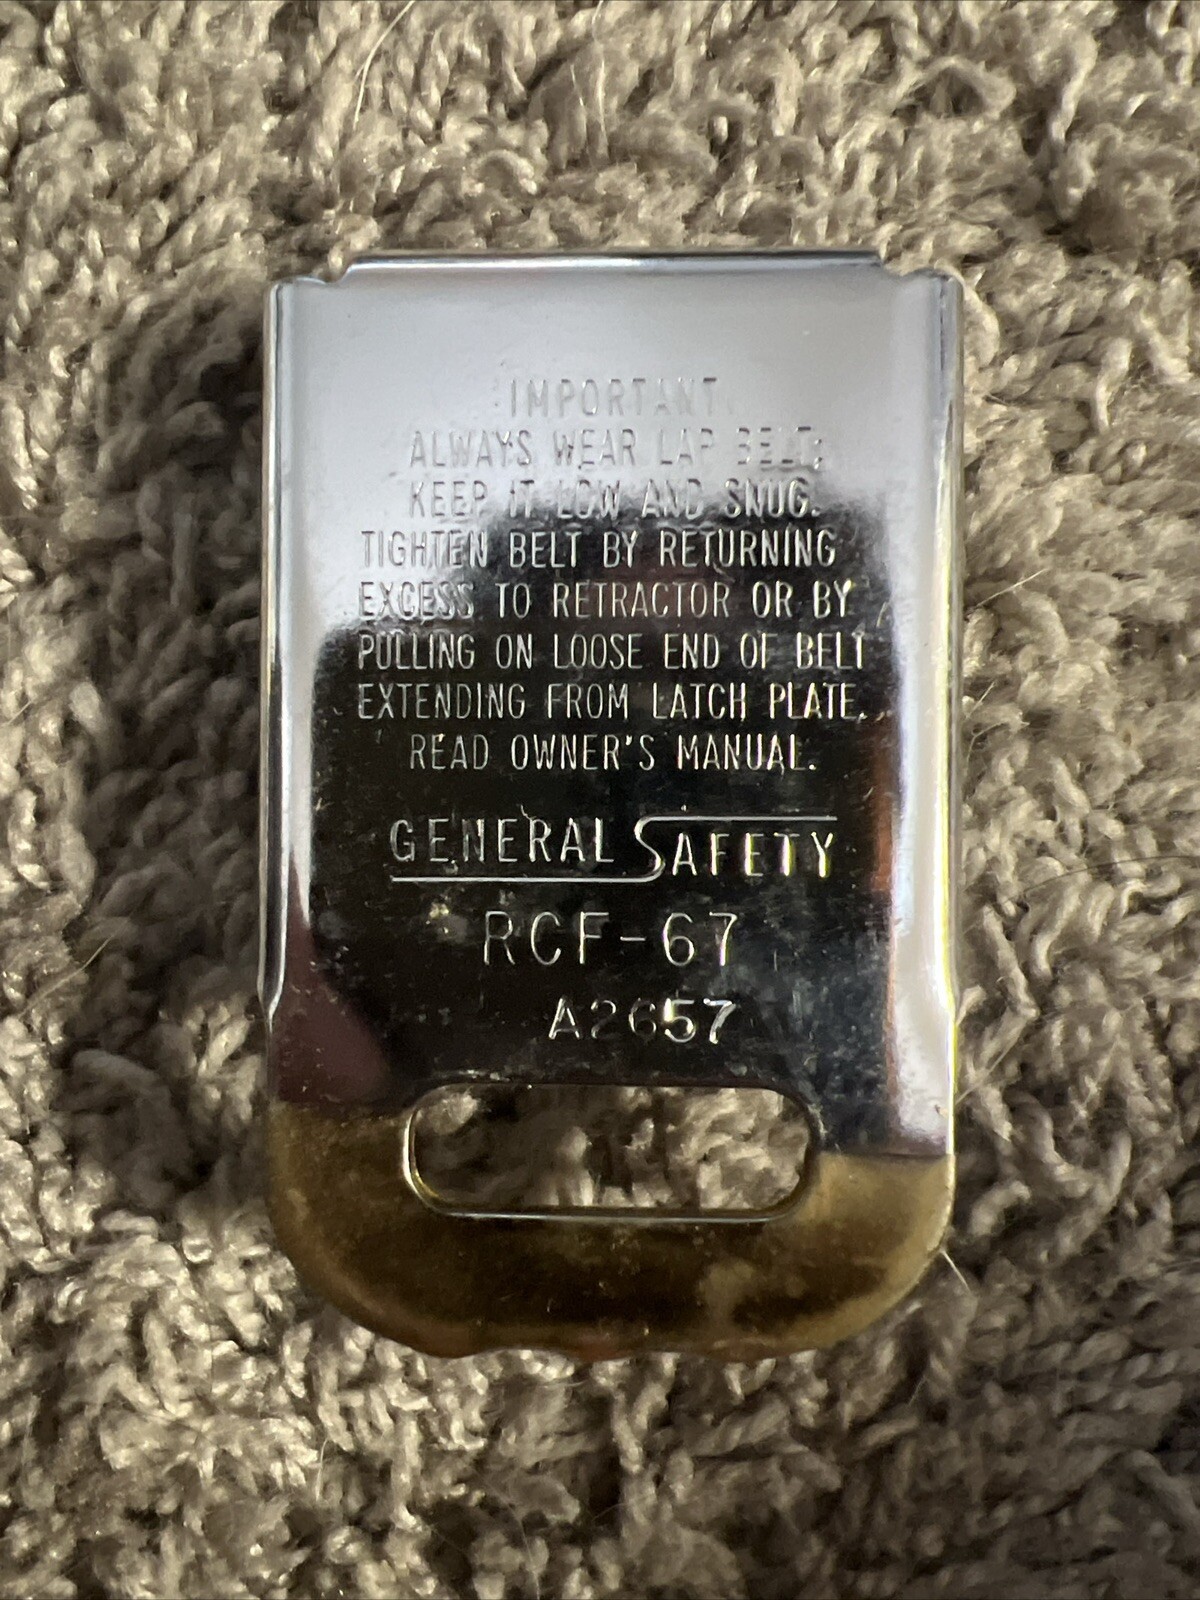 IMPORTANT.
ALWAYS WEAR LAP BELT;
KEEP IT LOW AND SNUG.
TIGHTEN BELT BY RETURNING
EXCESS TO RETRACTOR OR BY
PULLING ON LOOSE END OF BELT
EXTENDING FROM LATCH PLATE.
READ OWNER'S MANUAL.
GENERAL SAFETY
RCF-67
A2657